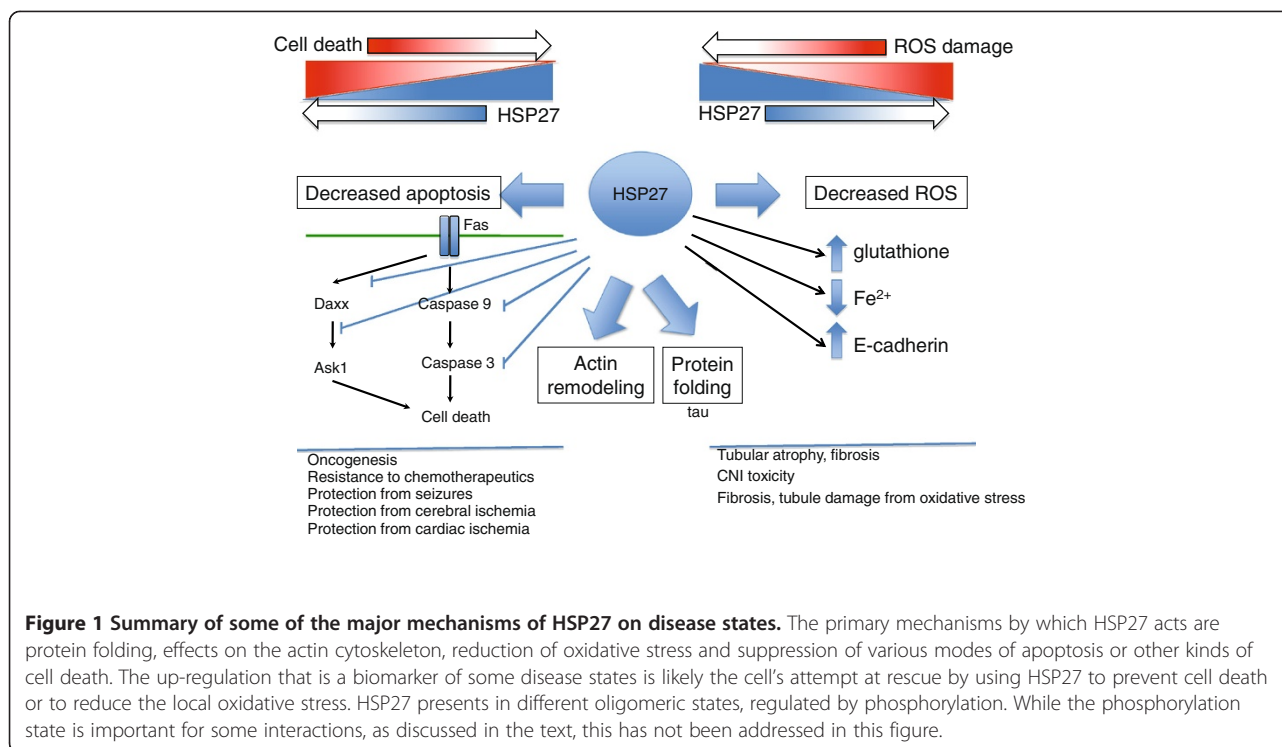 Cell death
ROS damage
HSP27
HSP27
Decreased apoptosis
HSP27
Decreased ROS
Fas
glutathione
Daxx
Caspase 9
Fe²⁺
E-cadherin
Ask1
Caspase 3
Actin
remodeling
Protein
folding
tau
Cell death
Oncogenesis
Resistance to chemotherapeutics
Protection from seizures
Protection from cerebral ischemia
Protection from cardiac ischemia
Tubular atrophy, fibrosis
CNI toxicity
Fibrosis, tubule damage from oxidative stress
Figure 1 Summary of some of the major mechanisms of HSP27 on disease states. The primary mechanisms by which HSP27 acts are
protein folding, effects on the actin cytoskeleton, reduction of oxidative stress and suppression of various modes of apoptosis or other kinds of
cell death. The up-regulation that is a biomarker of some disease states is likely the cell's attempt at rescue by using HSP27 to prevent cell death
or to reduce the local oxidative stress. HSP27 presents in different oligomeric states, regulated by phosphorylation. While the phosphorylation
state is important for some interactions, as discussed in the text, this has not been addressed in this figure.